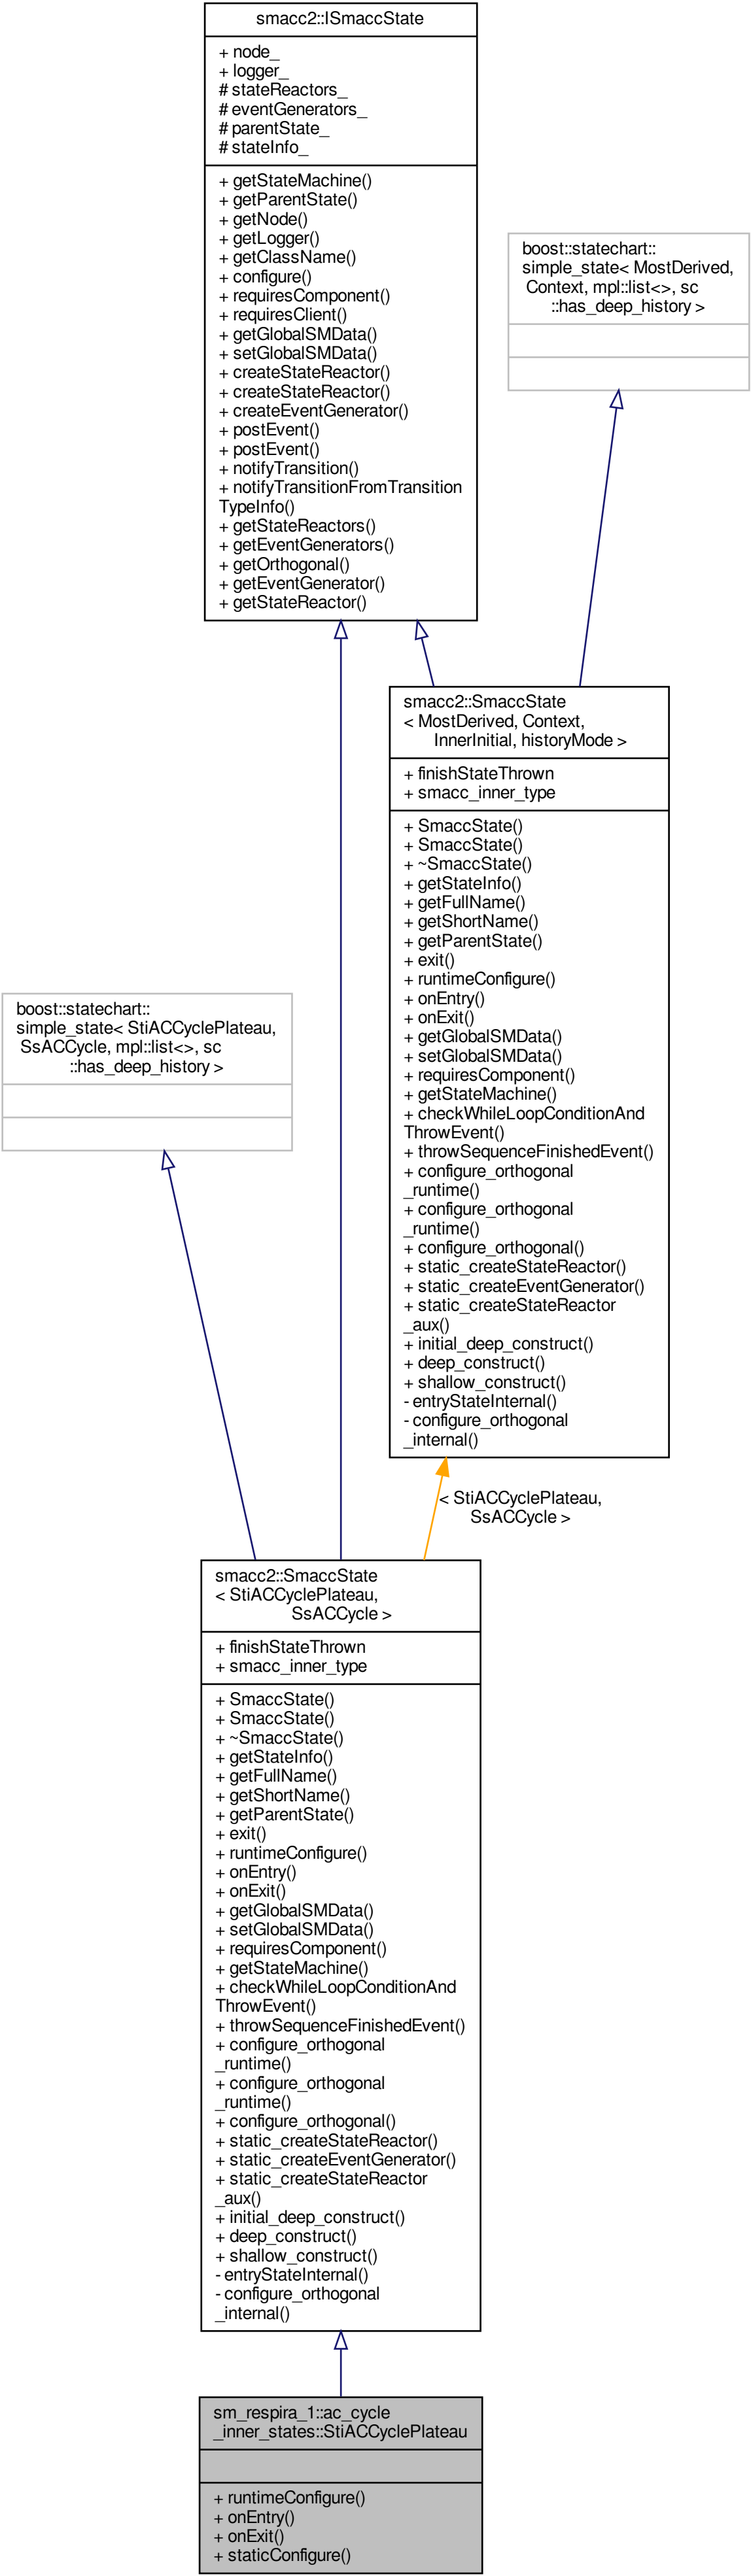 smacc2::ISmaccState
+ node_
+ logger_
# stateReactors_
# eventGenerators_
# parentState_
# stateInfo_
+ getStateMachine()
+ getParentState()
+ getNode()
+ getLogger()
+ getClassName()
+ configure()
+ requiresComponent()
+ requiresClient()
+ getGlobalSMData()
+ setGlobalSMData()
+ createStateReactor()
+ createStateReactor()
+ createEventGenerator()
+ postEvent()
+ postEvent()
+ notifyTransition()
+ notifyTransitionFromTransition
TypeInfo()
+ getStateReactors()
+ getEventGenerators()
+ getOrthogonal()
+ getEventGenerator()
+ getStateReactor()
boost::statechart::
simple_state< MostDerived,
Context, mpl::list<>, sc
::has_deep_history >
smacc2::SmaccState
< MostDerived, Context,
InnerInitial, historyMode >
+ finishStateThrown
+ smacc_inner_type
+ SmaccState()
+ SmaccState()
+ ~SmaccState()
+ getStateInfo()
+ getFullName()
+ getShortName()
+ getParentState()
+ exit()
+ runtimeConfigure()
+ onEntry()
+ onExit()
+ getGlobalSMData()
+ setGlobalSMData()
+ requiresComponent()
+ getStateMachine()
+ checkWhileLoopConditionAnd
ThrowEvent()
+ throwSequenceFinishedEvent()
+ configure_orthogonal
_runtime()
+ configure_orthogonal
_runtime()
+ configure_orthogonal()
+ static_createStateReactor()
+ static_createEventGenerator()
+ static_createStateReactor
_aux()
+ initial_deep_construct()
+ deep_construct()
+ shallow_construct()
- entryStateInternal()
- configure_orthogonal
_internal()
boost::statechart::
simple_state< StiACCyclePlateau,
SsACCycle, mpl::list<>, sc
::has_deep_history >
< StiACCyclePlateau,
SsACCycle >
smacc2::SmaccState
< StiACCyclePlateau,
SsACCycle >
+ finishStateThrown
+ smacc_inner_type
+ SmaccState()
+ SmaccState()
+ ~SmaccState()
+ getStateInfo()
+ getFullName()
+ getShortName()
+ getParentState()
+ exit()
+ runtimeConfigure()
+ onEntry()
+ onExit()
+ getGlobalSMData()
+ setGlobalSMData()
+ requiresComponent()
+ getStateMachine()
+ checkWhileLoopConditionAnd
ThrowEvent()
+ throwSequenceFinishedEvent()
+ configure_orthogonal
_runtime()
+ configure_orthogonal
_runtime()
+ configure_orthogonal()
+ static_createStateReactor()
+ static_createEventGenerator()
+ static_createStateReactor
_aux()
+ initial_deep_construct()
+ deep_construct()
+ shallow_construct()
- entryStateInternal()
- configure_orthogonal
_internal()
sm_respira_1::ac_cycle
_inner_states::StiACCyclePlateau
+ runtimeConfigure()
+ onEntry()
+ onExit()
+ staticConfigure()